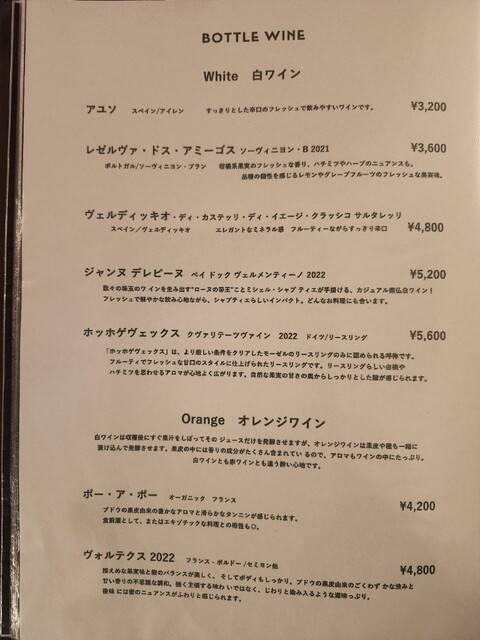 BOTTLE WINE
White 白ワイン
アユソ スペイン/アイレン すっきりとした辛口のフレッシュで飲みやすいワインです。 ¥3,200
レゼルヴァ・ドス・アミーゴス ソーヴィニヨン・B 2021 ¥3,600
ポルトガル/ソーヴィニヨン・ブラン 柑橘系果実のフレッシュな香り、ハチミツやハーブのニュアンスも。
品種の個性を感じるレモンやグレープフルーツのフレッシュな果実味。
ヴェルディッキオ・ディ・カステッリ・ディ・イエージ・クラッシコ サルタレッリ
スペイン/ヴェルディッキオ エレガントなミネラル感 フルーティーながらすっきり辛口 ¥4,800
ジャンヌ デレピーヌ ペイ ドック ヴェルメンティーノ 2022 ¥5,200
数々の珠玉のワインを生み出す"ローヌの帝王"ことミシェル・シャプ ティエが手掛ける、カジュアル南仏白ワイン！
フレッシュで軽やかな飲み心地ながら、シャプティエらしいインパクト。どんなお料理にも合います。
ホッホゲヴェックス クヴァリテーツヴァイン 2022 ドイツ/リースリング ¥5,600
「ホッホゲヴェックス」は、より厳しい条件をクリアしたモーゼルのリースリングのみに認められる呼称です。
フルーティでフレッシュな甘口のスタイルに仕上げられたリースリングです。リースリングらしい白桃や
ハチミツを思わせるアロマが心地よく広がります。自然な果実の甘さの奥からしっかりとした酸が感じられます。
Orange オレンジワイン
白ワインは収穫後にすぐ果汁をしぼってその ジュースだけを発酵させますが、オレンジワインは果皮や種も一緒に
漬け込んで発酵させます。果皮の中には香りの成分がたくさん含まれているので、アロマもワインの中にたっぷり。
白ワインとも赤ワインとも違う酔い心地です。
ポー・ア・ポー オーガニック フランス ¥4,200
ブドウの果皮由来の豊かなアロマと滑らかなタンニンが感じられます。
食前酒として、またはエキゾチックな料理との相性も◎。
ヴォルテクス 2022 フランス・ボルドー/セミヨン他 ¥4,800
控えめな果実味と酸のバランスが美しく、そしてボディもしっかり。ブドウの果皮由来のごくわず かな渋みと
甘い香りの不思議な調和。強く主張する味わ いではなく、じわりと染み入るような滋味っぷり。
後味 には蜜のニュアンスがふわりと感じられます。